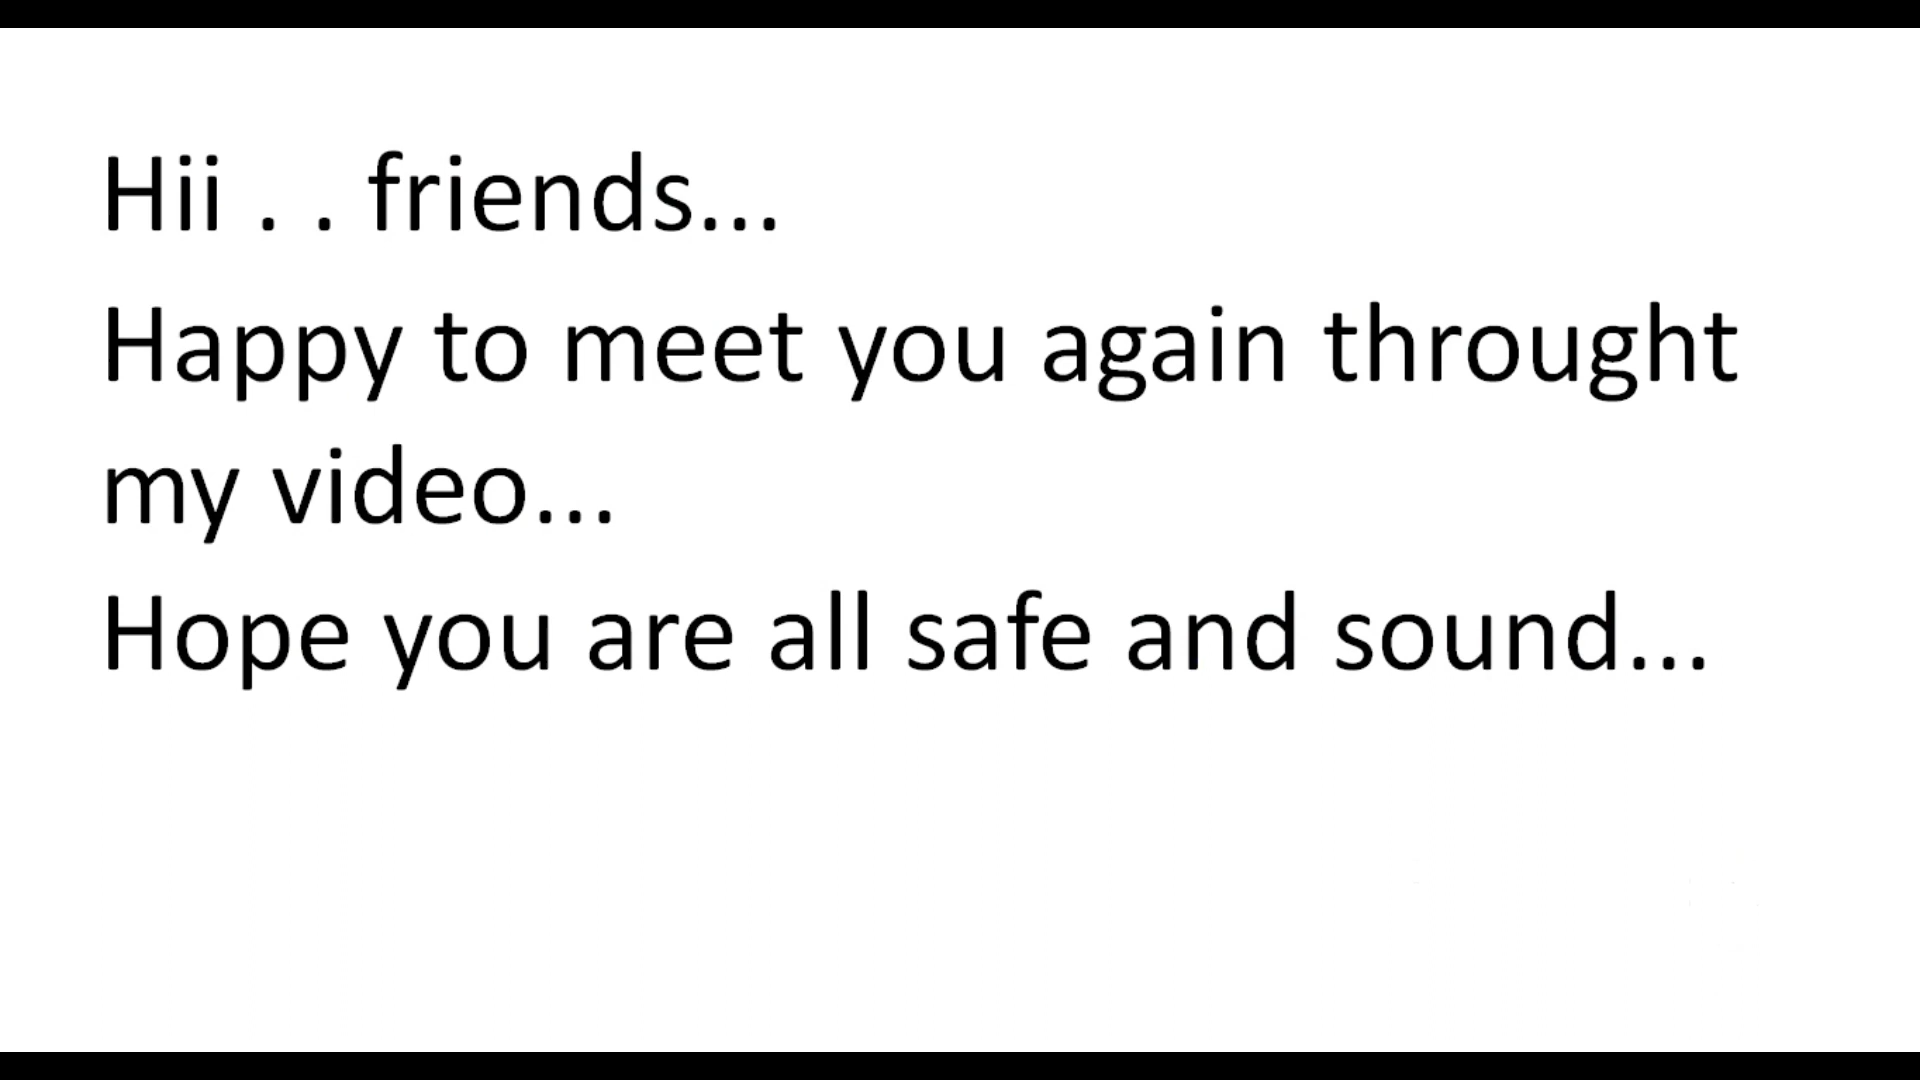 Hii . . friends...
Happy to meet you again throught
my video...
Hope you are all safe and sound...